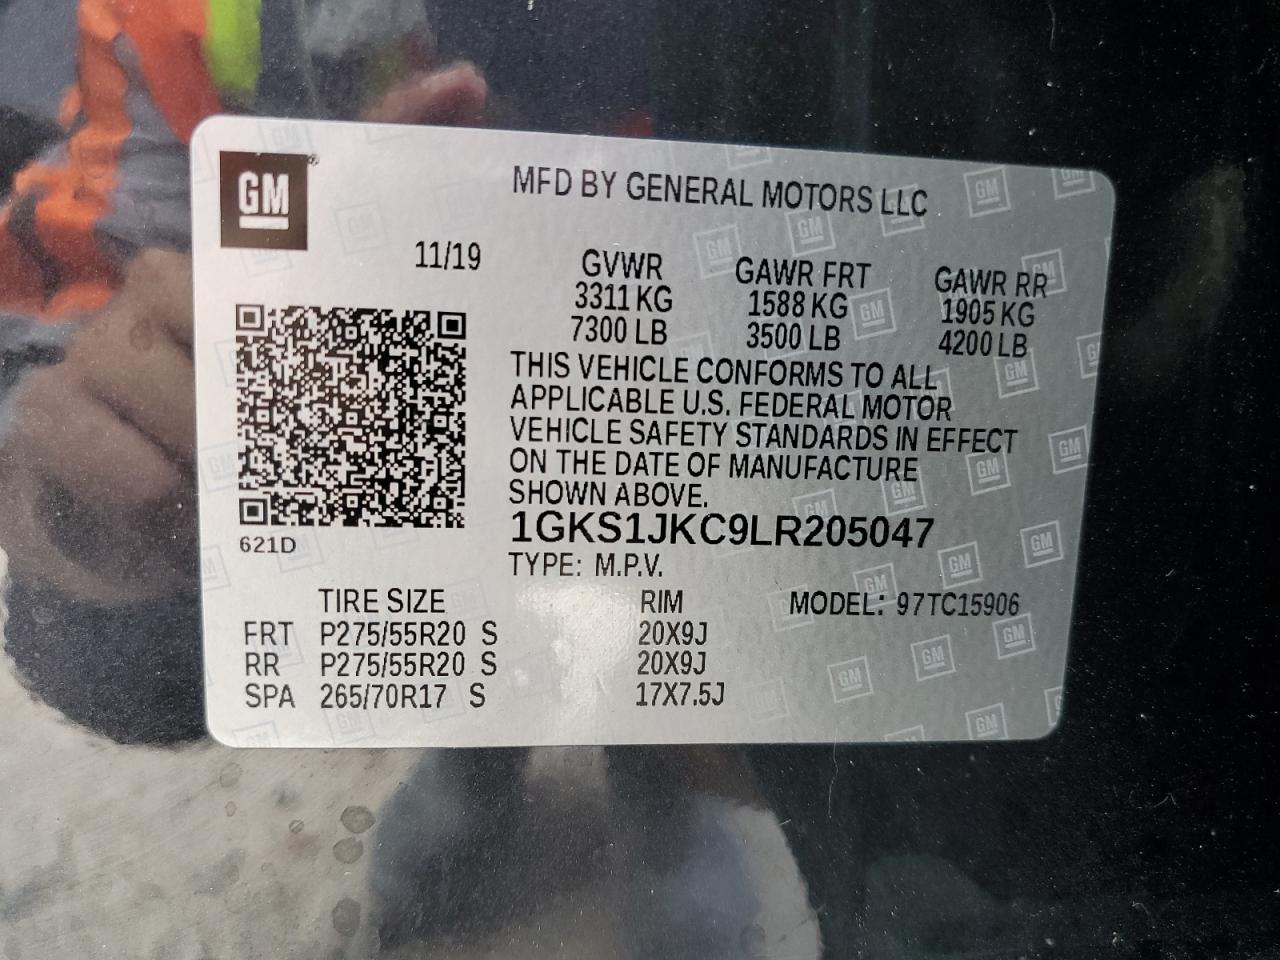 GM
MFD BY GENERAL MOTORS LLC
11/19
GVWR GAWR FRT GAWR RR
3311 KG 1588 KG 1905 KG
7300 LB 3500 LB 4200 LB
THIS VEHICLE CONFORMS TO ALL
APPLICABLE U.S. FEDERAL MOTOR
VEHICLE SAFETY STANDARDS IN EFFECT
ON THE DATE OF MANUFACTURE
SHOWN ABOVE.
1GKS1JKC9LR205047
621D
TYPE: M.P.V.
TIRE SIZE RIM MODEL: 97TC15906
FRT P275/55R20 S 20X9J
RR P275/55R20 S 20X9J
SPA 265/70R17 S 17X7.5J